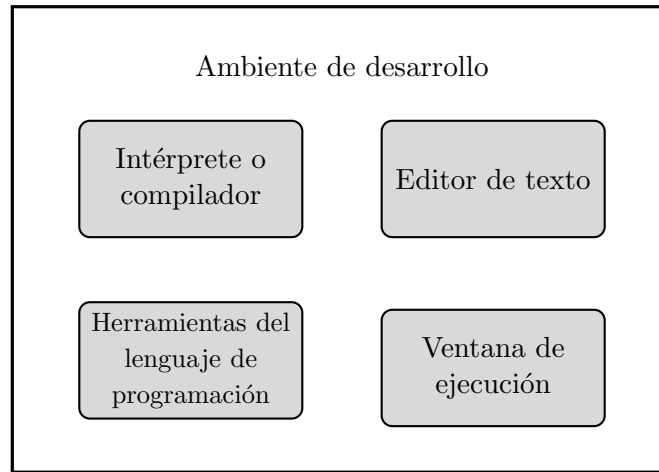 Ambiente de desarrollo
Intérprete o
compilador
Editor de texto
Herramientas del
lenguaje de
programación
Ventana de
ejecución